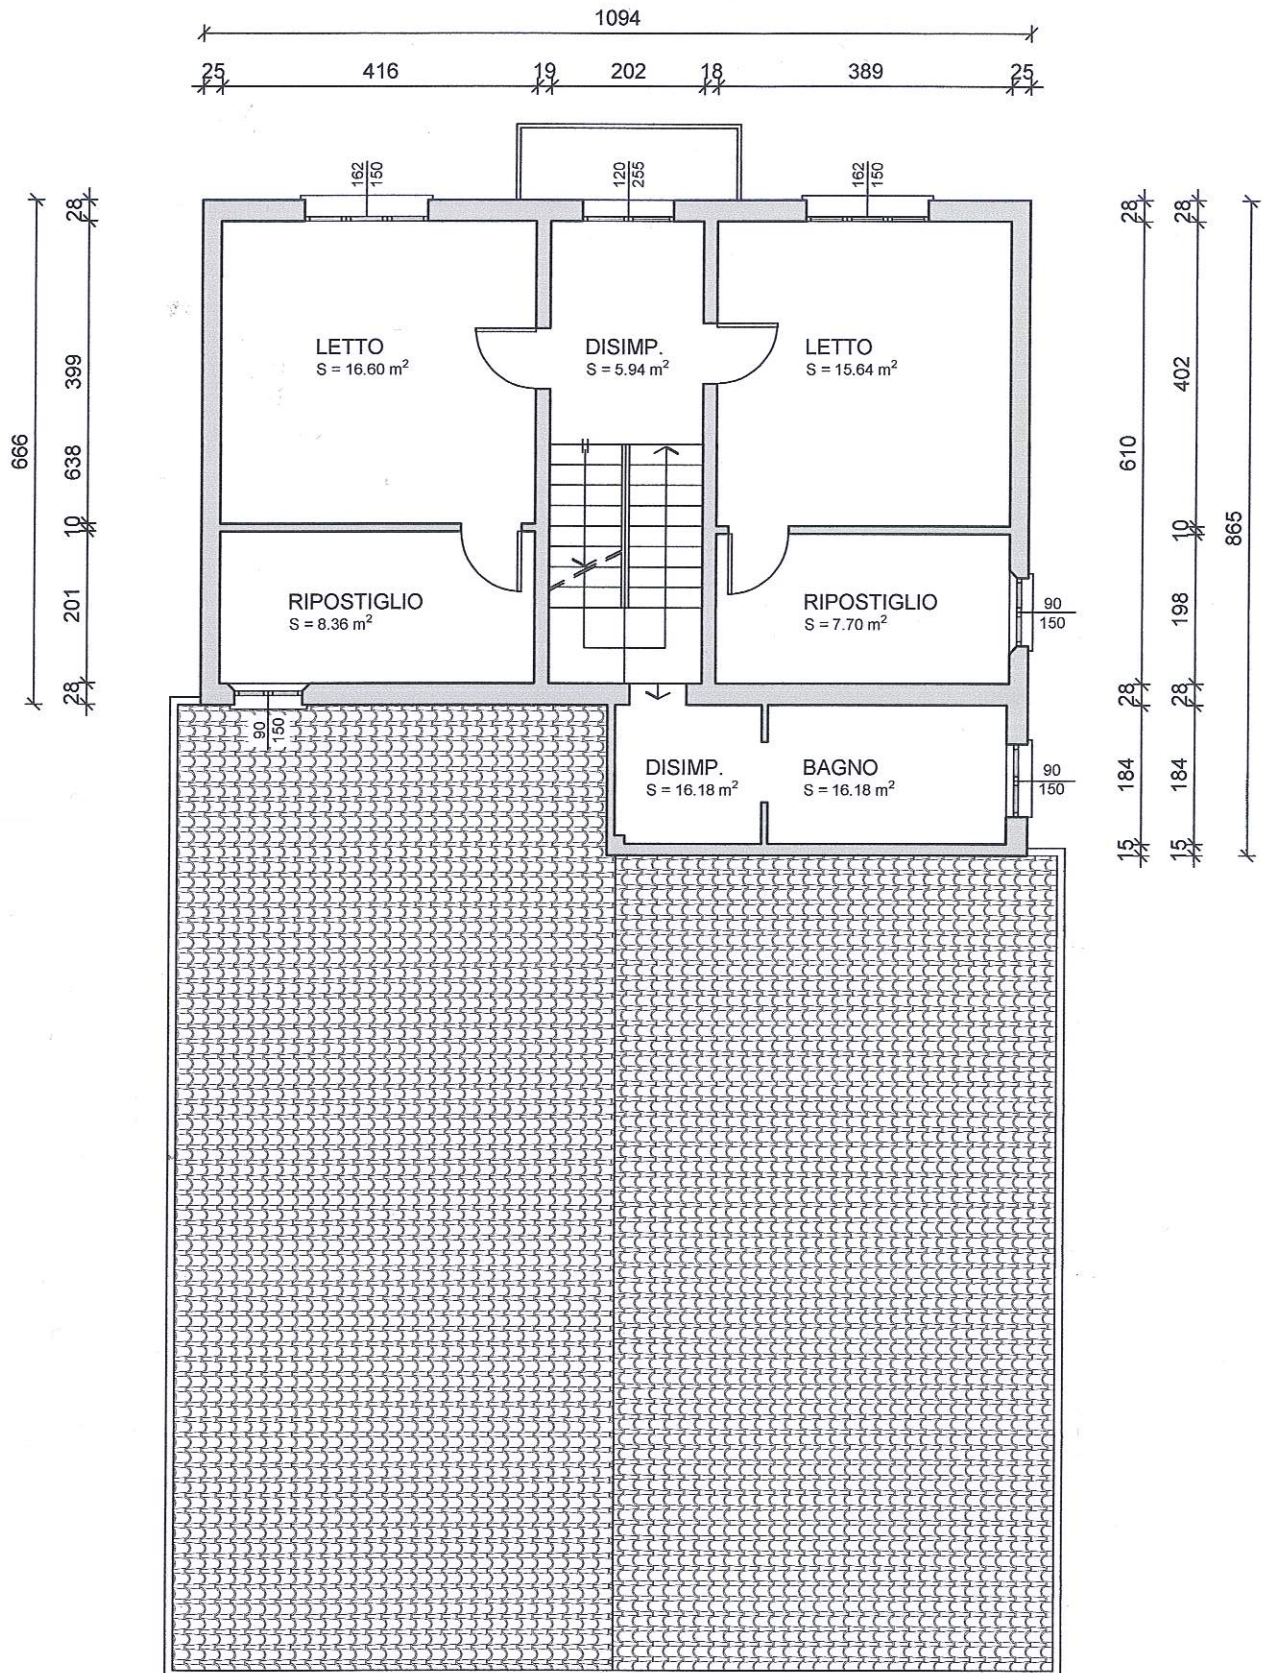 1094
25 416 19 202 18 389 25
162
150
120
255
162
150
28
399
638
666
10
201
28
28
610
28
184
15
28
402
10
198
28
184
15
865
LETTO
S = 16.60 m²
DISIMP.
S = 5.94 m²
LETTO
S = 15.64 m²
RIPOSTIGLIO
S = 8.36 m²
RIPOSTIGLIO
S = 7.70 m²
90
150
90
150
DISIMP.
S = 16.18 m²
BAGNO
S = 16.18 m²
90
150